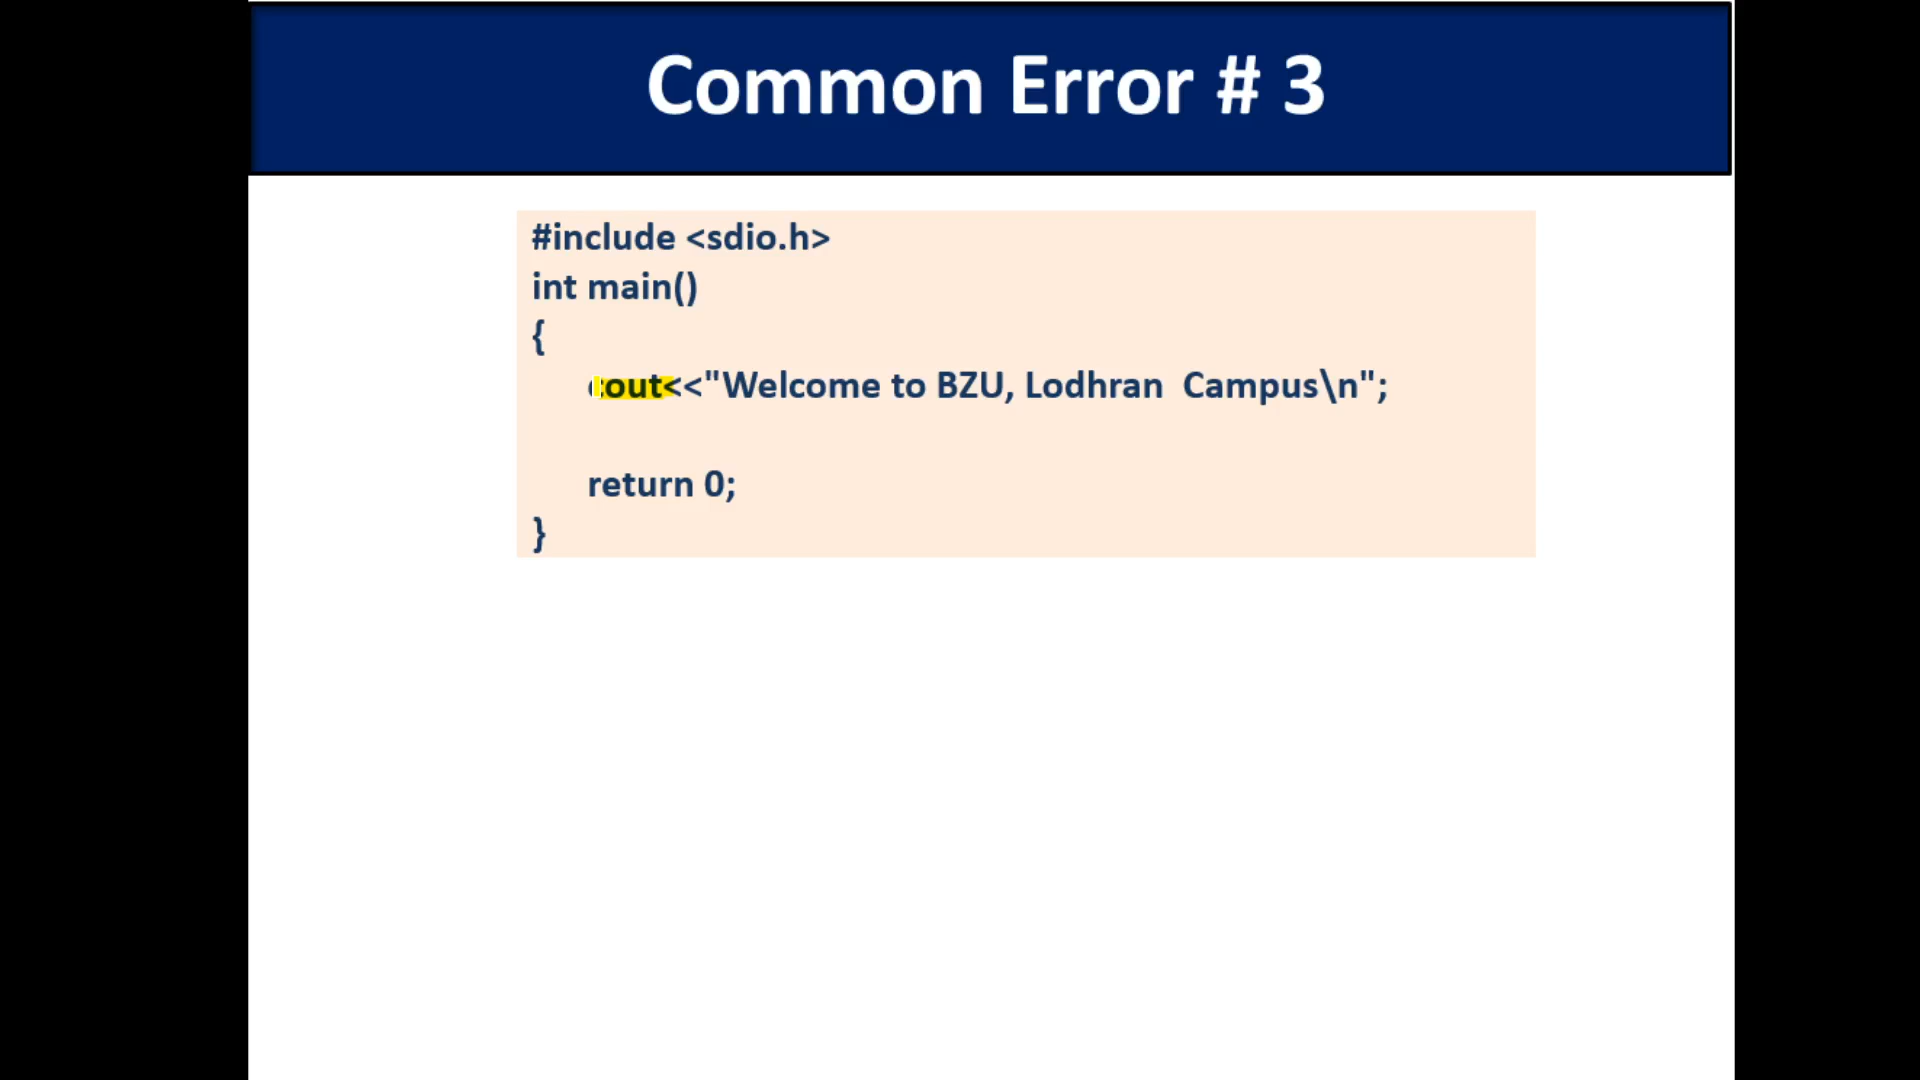 Common Error # 3
#include <sdio.h>
int main()
{
cout<<"Welcome to BZU, Lodhran  Campus\n";
return 0;
}